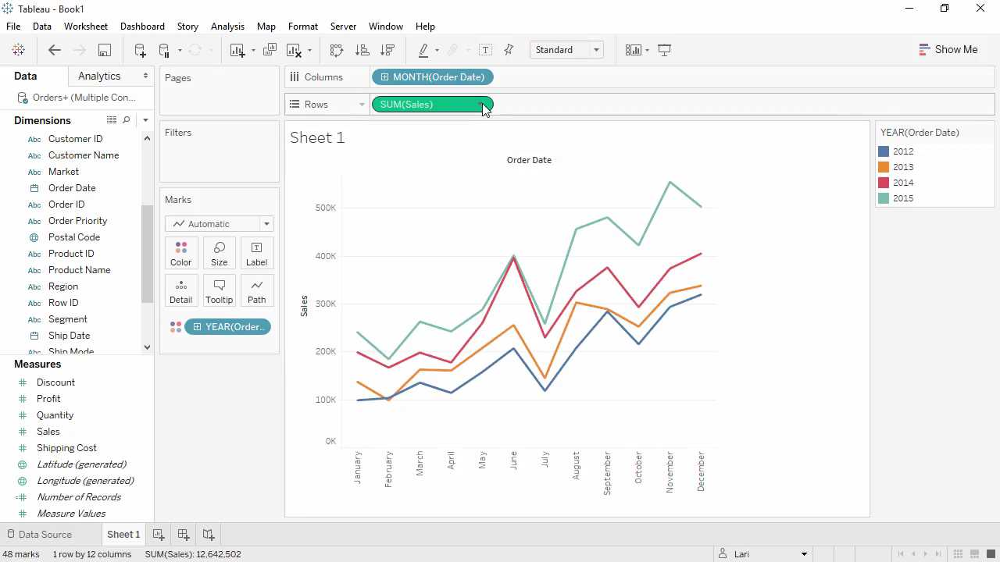 Tableau - Book1
File Data Worksheet Dashboard Story Analysis Map Format Server Window Help
Standard
Show Me
Data Analytics
Orders+ (Multiple Con...
Dimensions
Abc Customer ID
Abc Customer Name
Abc Market
Order Date
Abc Order ID
Abc Order Priority
Postal Code
Abc Product ID
Abc Product Name
Abc Region
Abc Row ID
Abc Segment
Ship Date
Abc Ship Mode
Measures
Discount
Profit
Quantity
Sales
Shipping Cost
Latitude (generated)
Longitude (generated)
Number of Records
Measure Values
Pages
Filters
Marks
Automatic
Color Size Label
Detail Tooltip Path
YEAR(Order..
Columns MONTH(Order Date)
Rows SUM(Sales)
Sheet 1
Order Date
Sales
500K
400K
300K
200K
100K
0K
January
February
March
April
May
June
July
August
September
October
November
December
YEAR(Order Date)
2012
2013
2014
2015
Data Source Sheet 1
48 marks 1 row by 12 columns SUM(Sales): 12,642,502
Lari